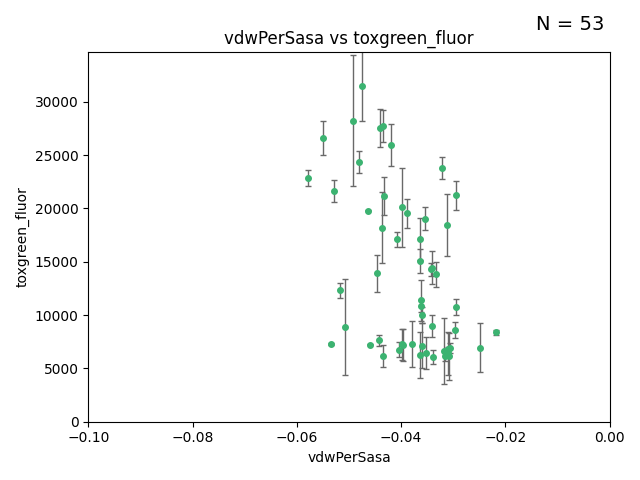 N = 53
vdwPerSasa vs toxgreen_fluor
toxgreen_fluor
30000
25000
20000
15000
10000
5000
0
−0.10 −0.08 −0.06 −0.04 −0.02 0.00
vdwPerSasa